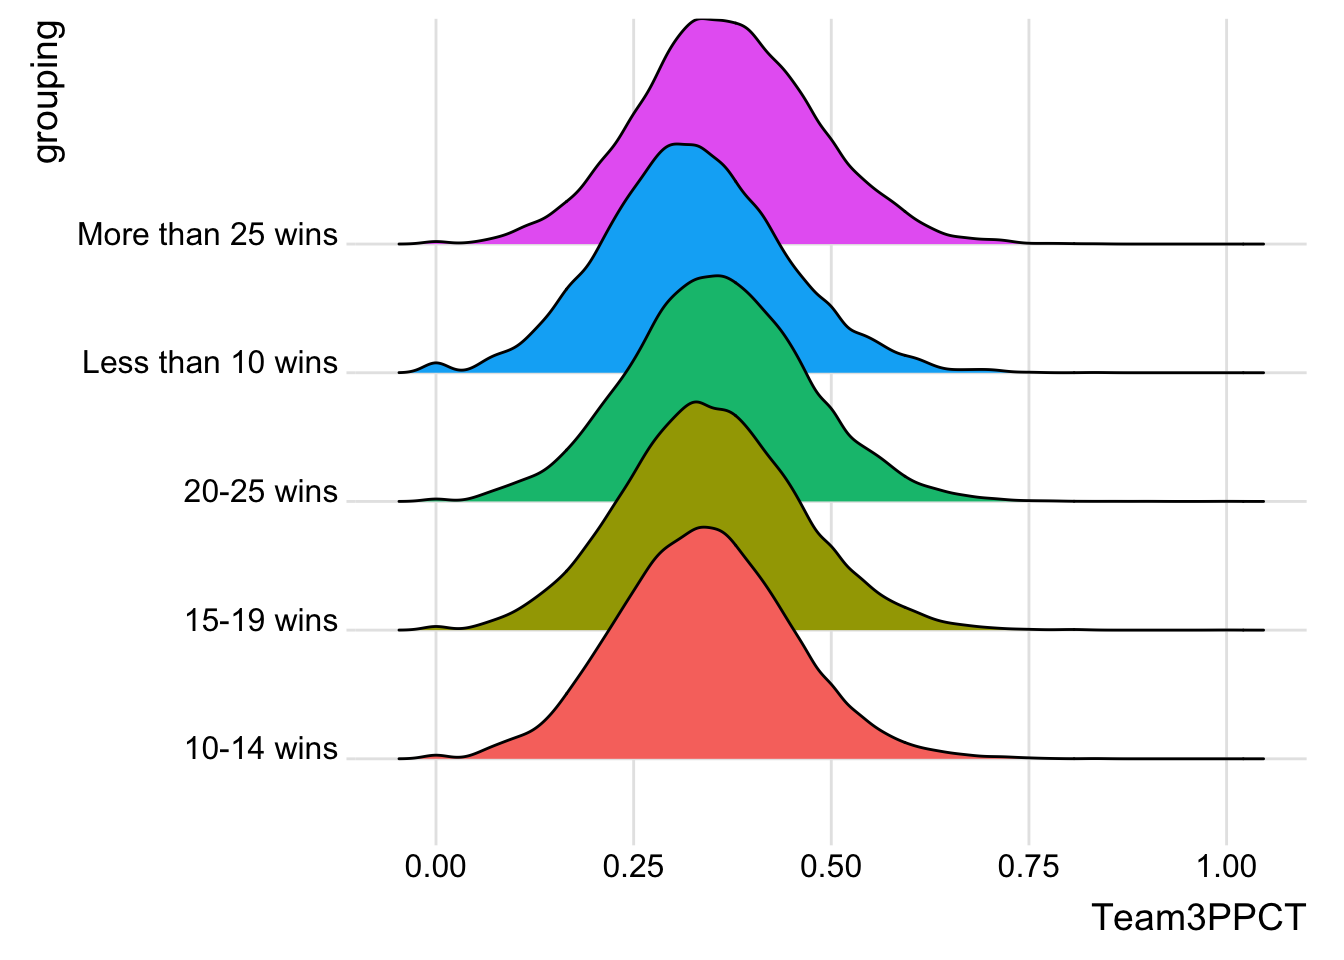 grouping
More than 25 wins
Less than 10 wins
20-25 wins
15-19 wins
10-14 wins
0.00 0.25 0.50 0.75 1.00
Team3PPCT